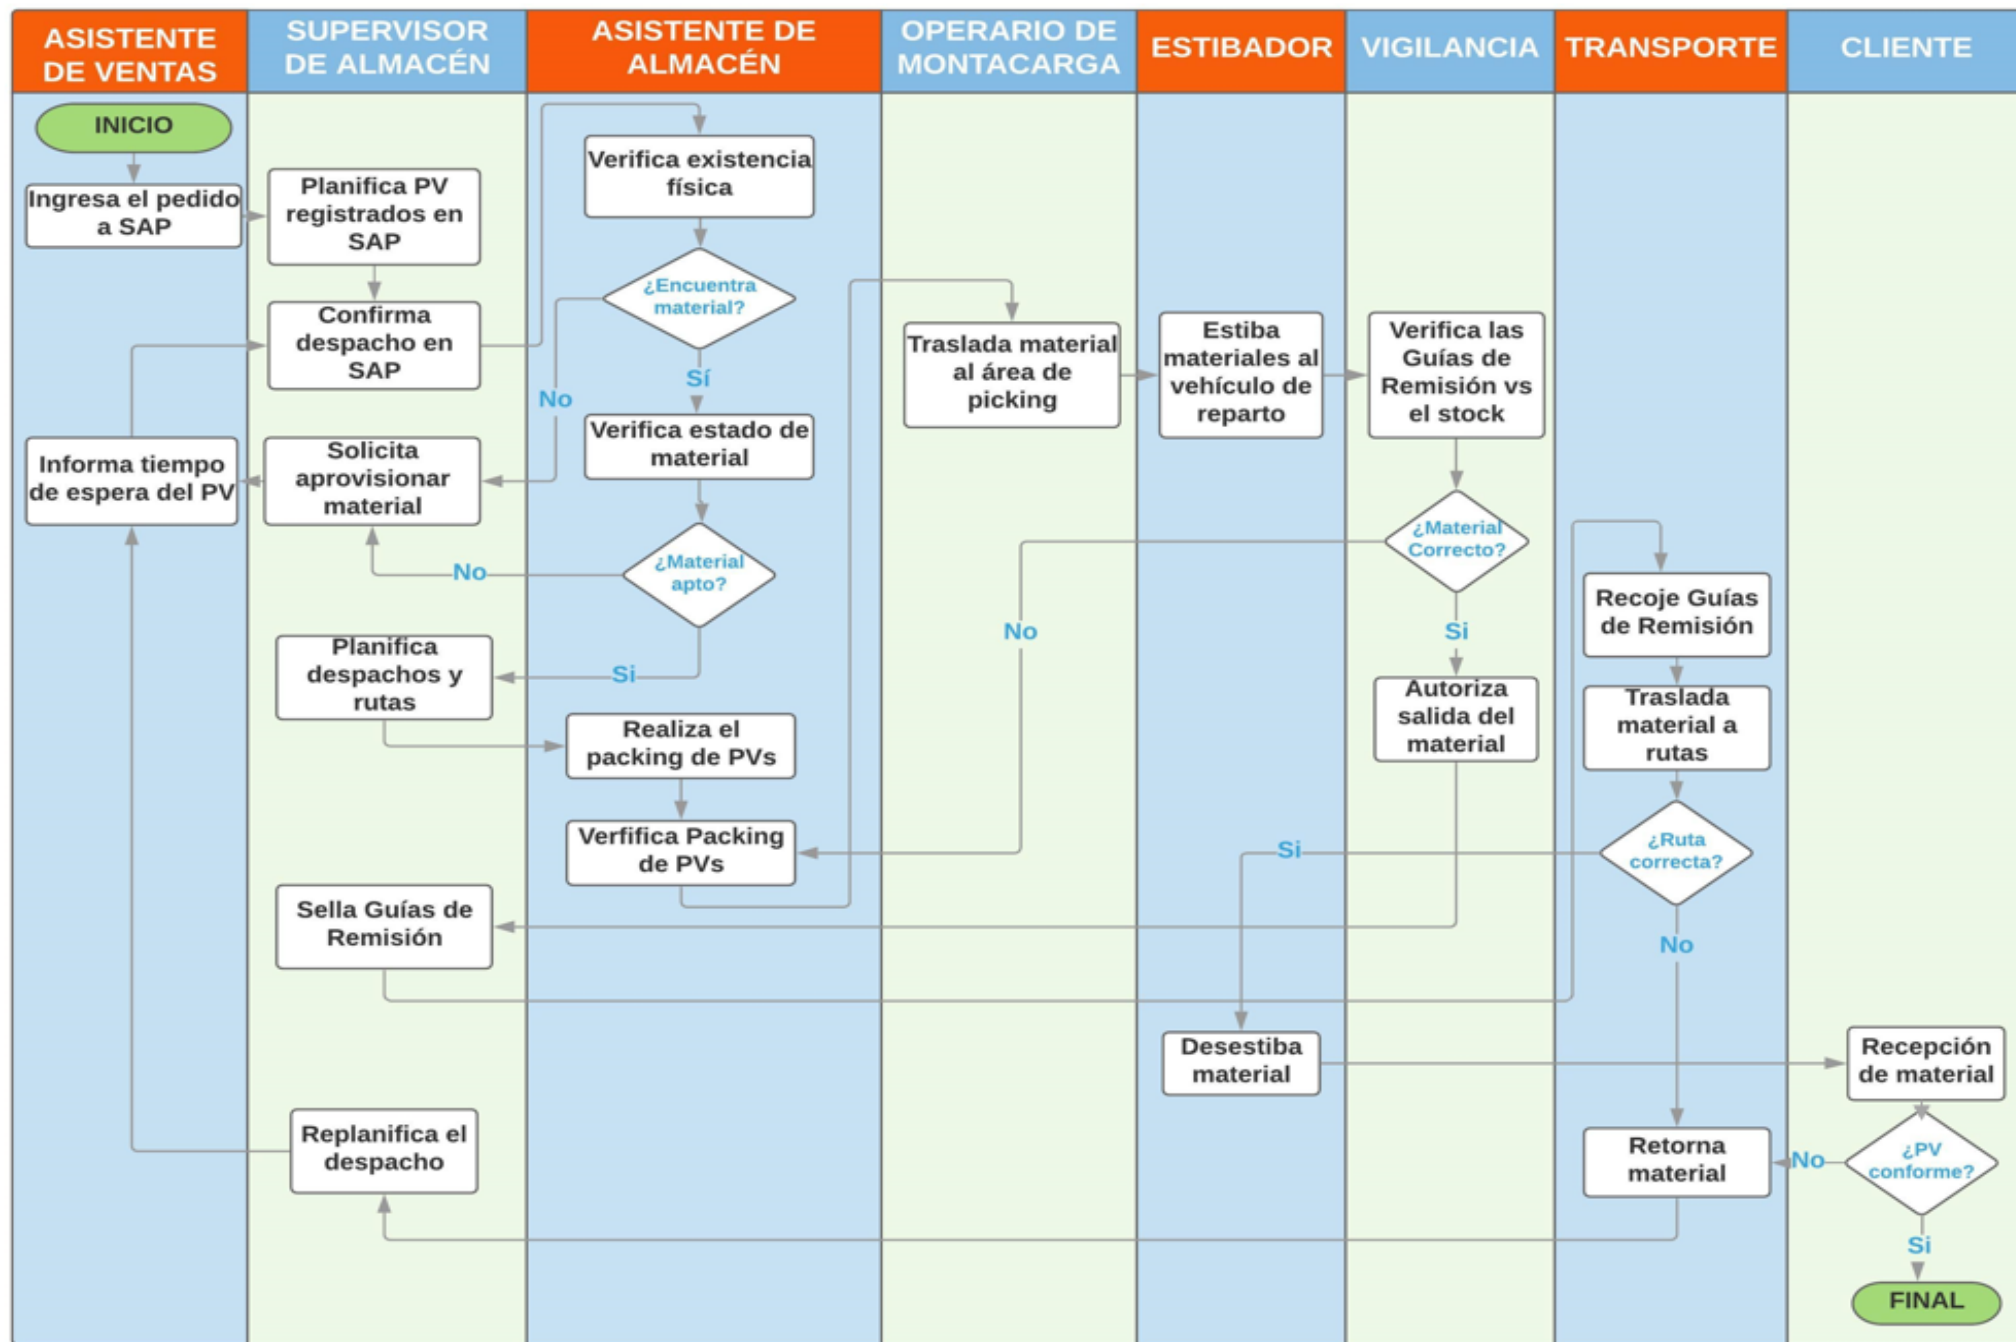 ASISTENTE
DE VENTAS
SUPERVISOR
DE ALMACÉN
ASISTENTE DE
ALMACÉN
OPERARIO DE
MONTACARGA
ESTIBADOR
VIGILANCIA
TRANSPORTE
CLIENTE
INICIO
Ingresa el pedido
a SAP
Planifica PV
registrados en
SAP
Confirma
despacho en
SAP
Verifica existencia
física
¿Encuentra
material?
No
Sí
Verifica estado de
material
Solicita
aprovisionar
material
Informa tiempo
de espera del PV
¿Material
apto?
No
Si
Planifica
despachos y
rutas
Realiza el
packing de PVs
Verfifica Packing
de PVs
Traslada material
al área de
picking
Estiba
materiales al
vehículo de
reparto
Verifica las
Guías de
Remisión vs
el stock
¿Material
Correcto?
No
Si
Autoriza
salida del
material
Sella Guías de
Remisión
Recoje Guías
de Remisión
Traslada
material a
rutas
¿Ruta
correcta?
Si
No
Desestiba
material
Recepción
de material
¿PV
conforme?
No
Si
Retorna
material
Replanifica el
despacho
FINAL